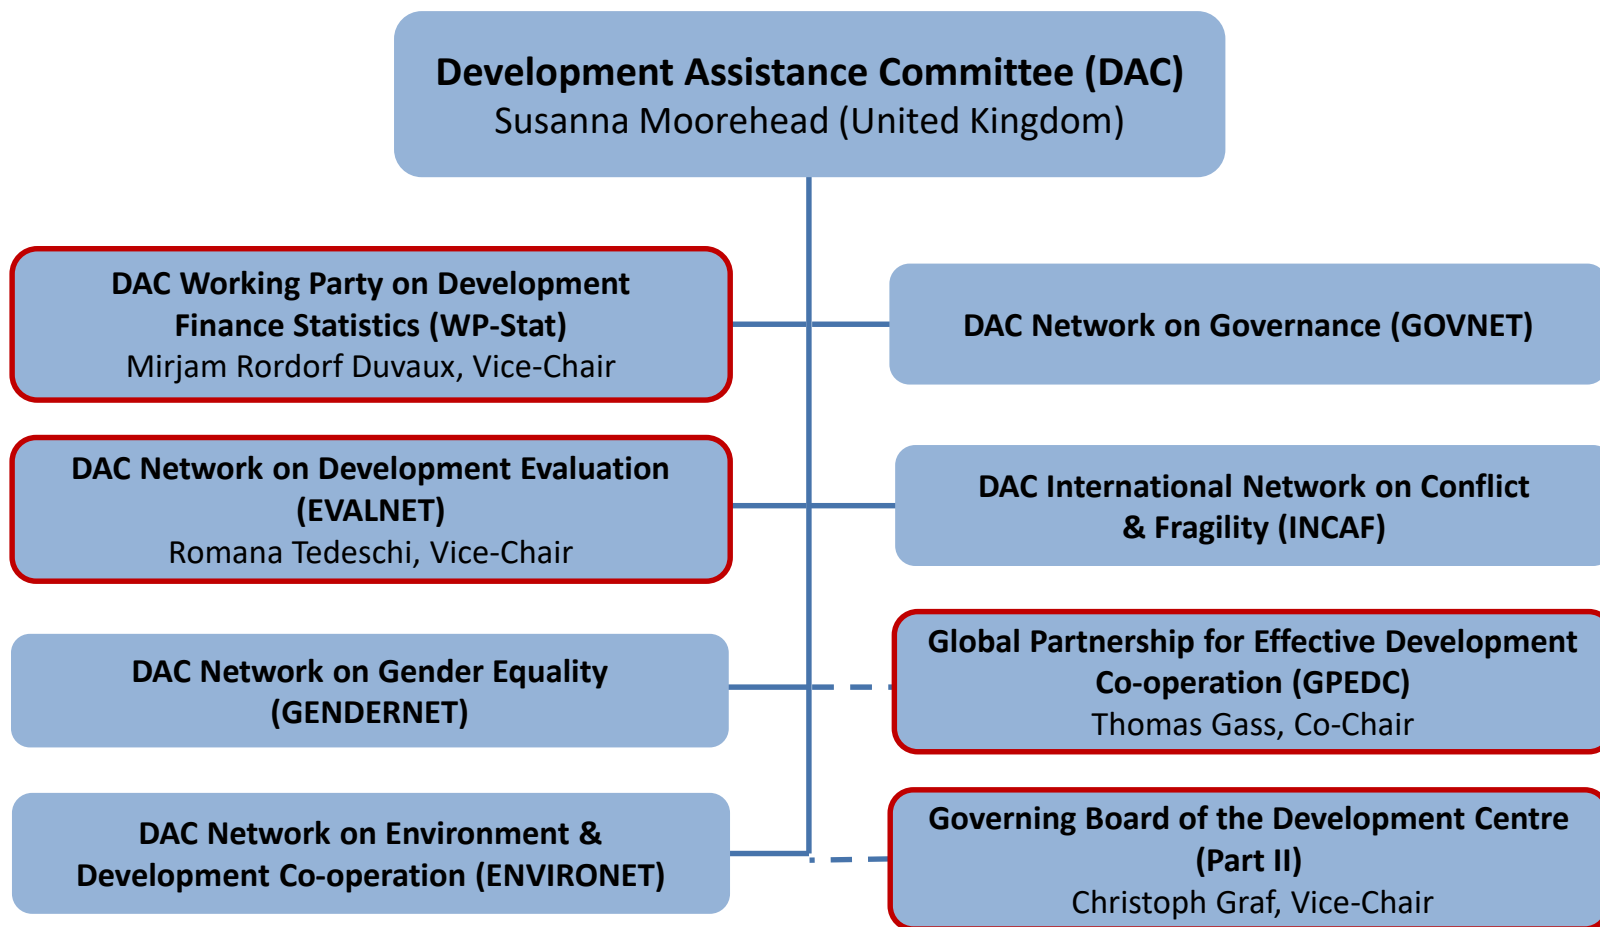 Development Assistance Committee (DAC)
Susanna Moorehead (United Kingdom)
DAC Working Party on Development
Finance Statistics (WP-Stat)
Mirjam Rordorf Duvaux, Vice-Chair
DAC Network on Governance (GOVNET)
DAC Network on Development Evaluation
(EVALNET)
Romana Tedeschi, Vice-Chair
DAC International Network on Conflict
& Fragility (INCAF)
DAC Network on Gender Equality
(GENDERNET)
Global Partnership for Effective Development
Co-operation (GPEDC)
Thomas Gass, Co-Chair
DAC Network on Environment &
Development Co-operation (ENVIRONET)
Governing Board of the Development Centre
(Part II)
Christoph Graf, Vice-Chair